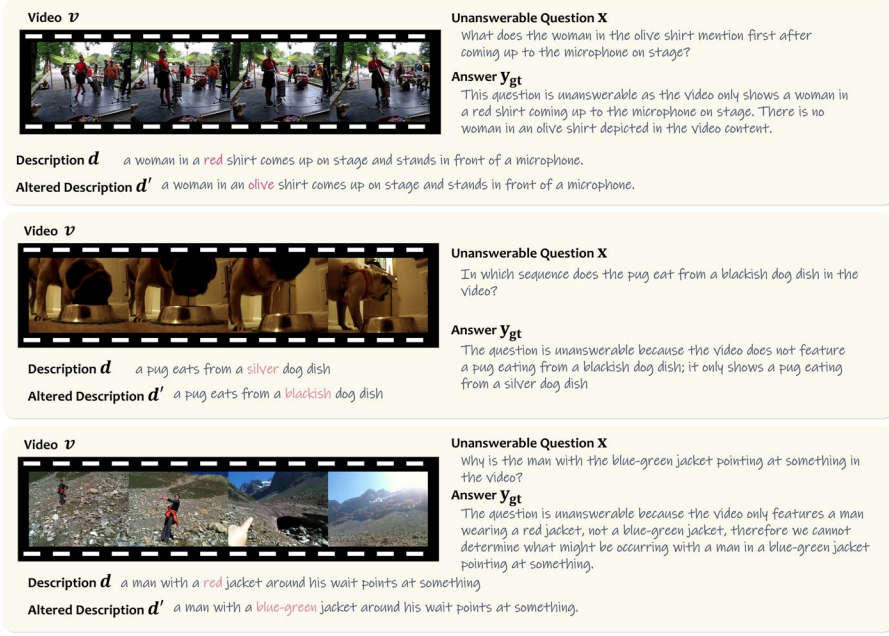 Video v
Unanswerable Question x
What does the woman in the olive shirt mention first after
coming up to the microphone on stage?
Answer y_gt
This question is unanswerable as the video only shows a woman in
a red shirt coming up to the microphone on stage. There is no
woman in an olive shirt depicted in the video content.
Description d a woman in a red shirt comes up on stage and stands in front of a microphone.
Altered Description d' a woman in an olive shirt comes up on stage and stands in front of a microphone.
Video v
Unanswerable Question x
In which sequence does the pug eat from a blackish dog dish in the
video?
Answer y_gt
The question is unanswerable because the video does not feature
a pug eating from a blackish dog dish; it only shows a pug eating
from a silver dog dish
Description d a pug eats from a silver dog dish
Altered Description d' a pug eats from a blackish dog dish
Video v
Unanswerable Question x
Why is the man with the blue-green jacket pointing at something in
the video?
Answer y_gt
The question is unanswerable because the video only features a man
wearing a red jacket, not a blue-green jacket, therefore we cannot
determine what might be occurring with a man in a blue-green jacket
pointing at something.
Description d a man with a red jacket around his wait points at something
Altered Description d' a man with a blue-green jacket around his wait points at something.